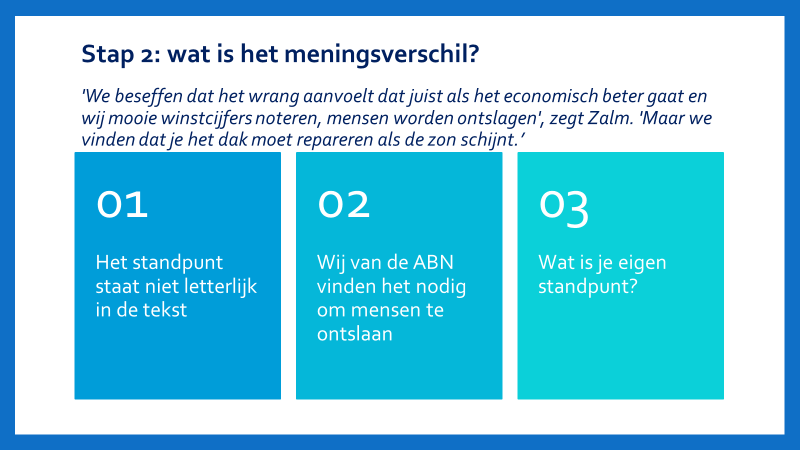 Stap 2: wat is het meningsverschil?
'We beseffen dat het wrang aanvoelt dat juist als het economisch beter gaat en
wij mooie winstcijfers noteren, mensen worden ontslagen', zegt Zalm. 'Maar we
vinden dat je het dak moet repareren als de zon schijnt.’
01
Het standpunt
staat niet letterlijk
in de tekst
02
Wij van de ABN
vinden het nodig
om mensen te
ontslaan
03
Wat is je eigen
standpunt?